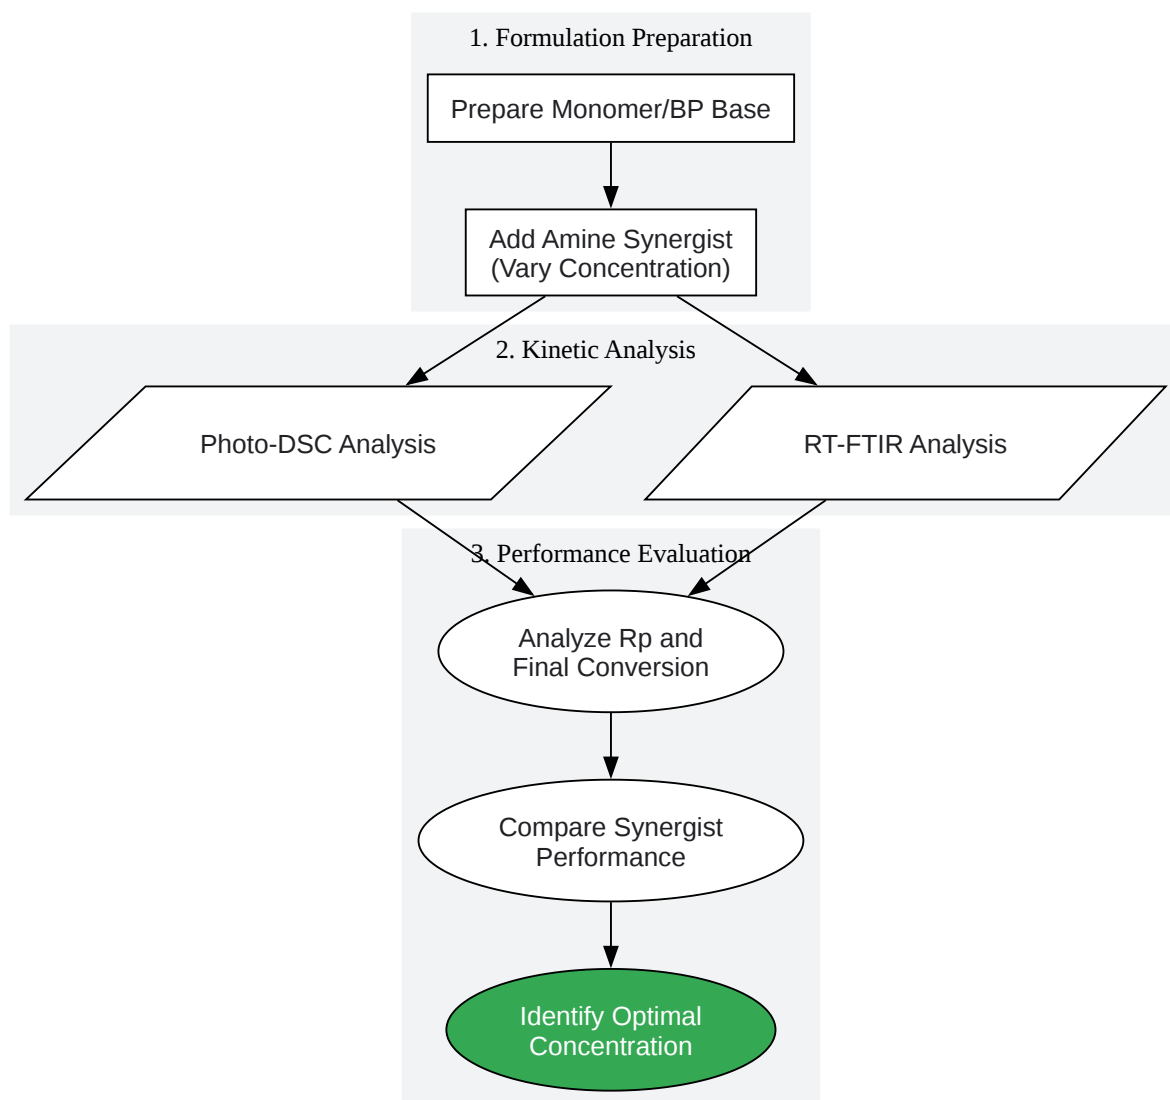 1. Formulation Preparation
Prepare Monomer/BP Base
Add Amine Synergist
(Vary Concentration)
2. Kinetic Analysis
Photo-DSC Analysis
RT-FTIR Analysis
3. Performance Evaluation
Analyze Rp and
Final Conversion
Compare Synergist
Performance
Identify Optimal
Concentration